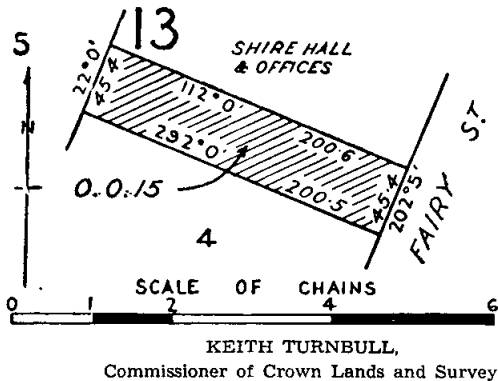 5
13
SHIRE HALL
& OFFICES
22°0'
45·4
112°0'
200·6
N
292°0'
200·5
45·4
202°5'
FAIRY ST.
0..0..15
4
SCALE OF CHAINS
0 1 2 4 6
KEITH TURNBULL,
Commissioner of Crown Lands and Survey